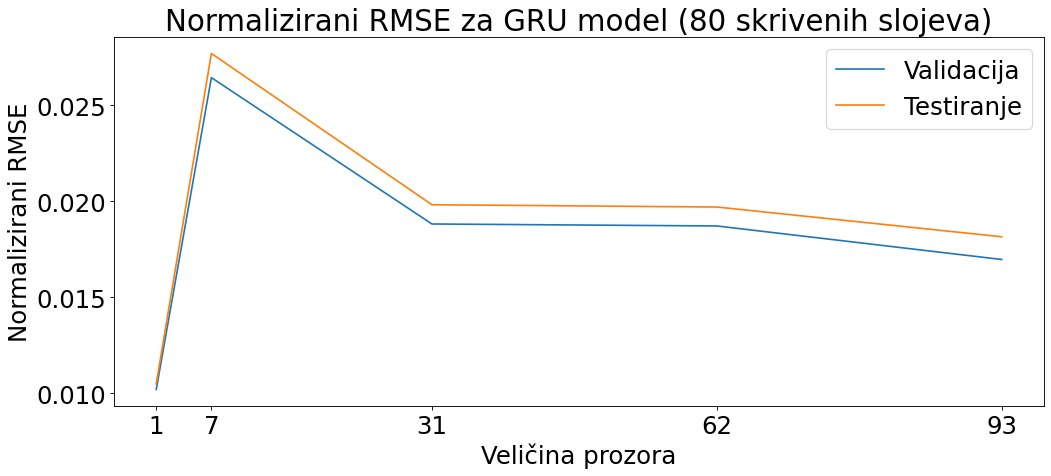 Normalizirani RMSE za GRU model (80 skrivenih slojeva)
Validacija
Testiranje
Normalizirani RMSE
0.025
0.020
0.015
0.010
1 7 31 62 93
Veličina prozora